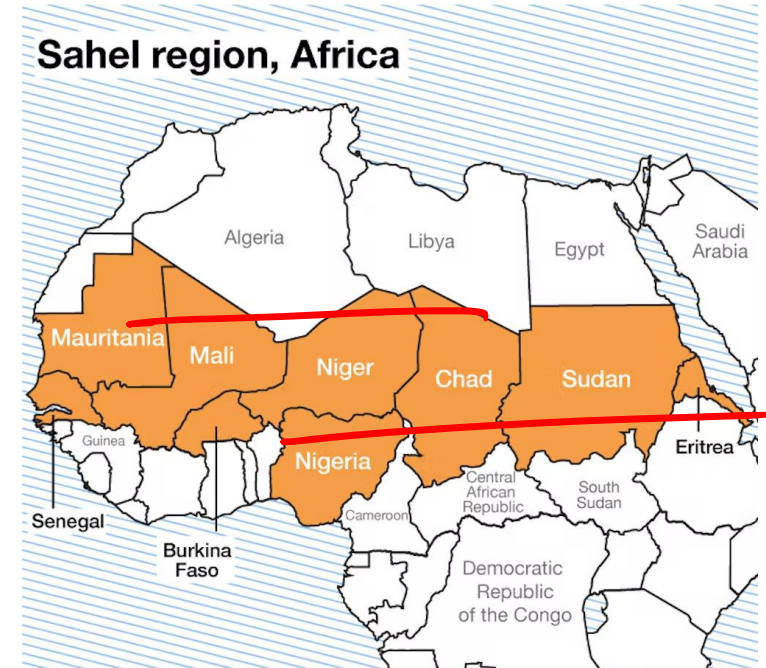 Sahel region, Africa
Algeria
Libya
Egypt
Saudi
Arabia
Mauritania
Mali
Niger
Chad
Sudan
Guinea
Nigeria
Eritrea
Central
African
Republic
South
Sudan
Senegal
Cameroon
Burkina
Faso
Democratic
Republic
of the Congo